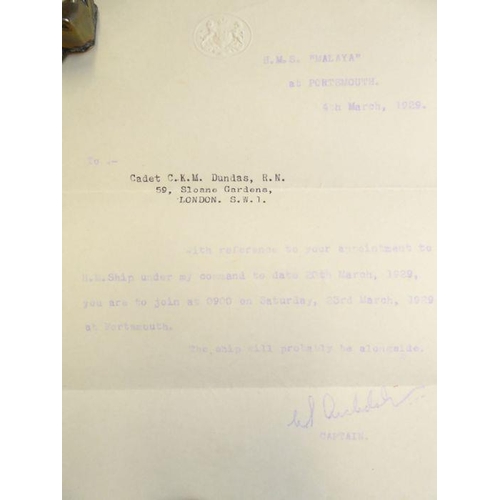 H.M.S. "MALAYA"
at PORTSMOUTH.
4th March, 1929.
To :-
Cadet C.K.M. Dundas, R.N.
59, Sloane Gardens,
LONDON. S.W.1.
With reference to your appointment to
H.M.Ship under my command to date 20th March, 1929,
you are to join at 0900 on Saturday, 23rd March, 1929
at Portsmouth.
The ship will probably be alongside.
CAPTAIN.